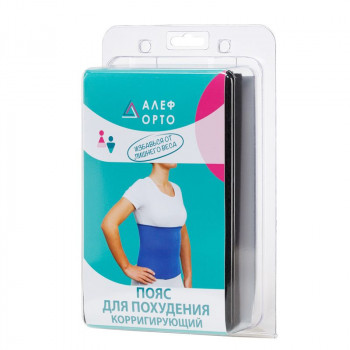 АЛЕФ
ОРТО
ИЗБАВЬСЯ ОТ
ЛИШНЕГО ВЕСА
ПОЯС
ДЛЯ ПОХУДЕНИЯ
КОРРИГИРУЮЩИЙ